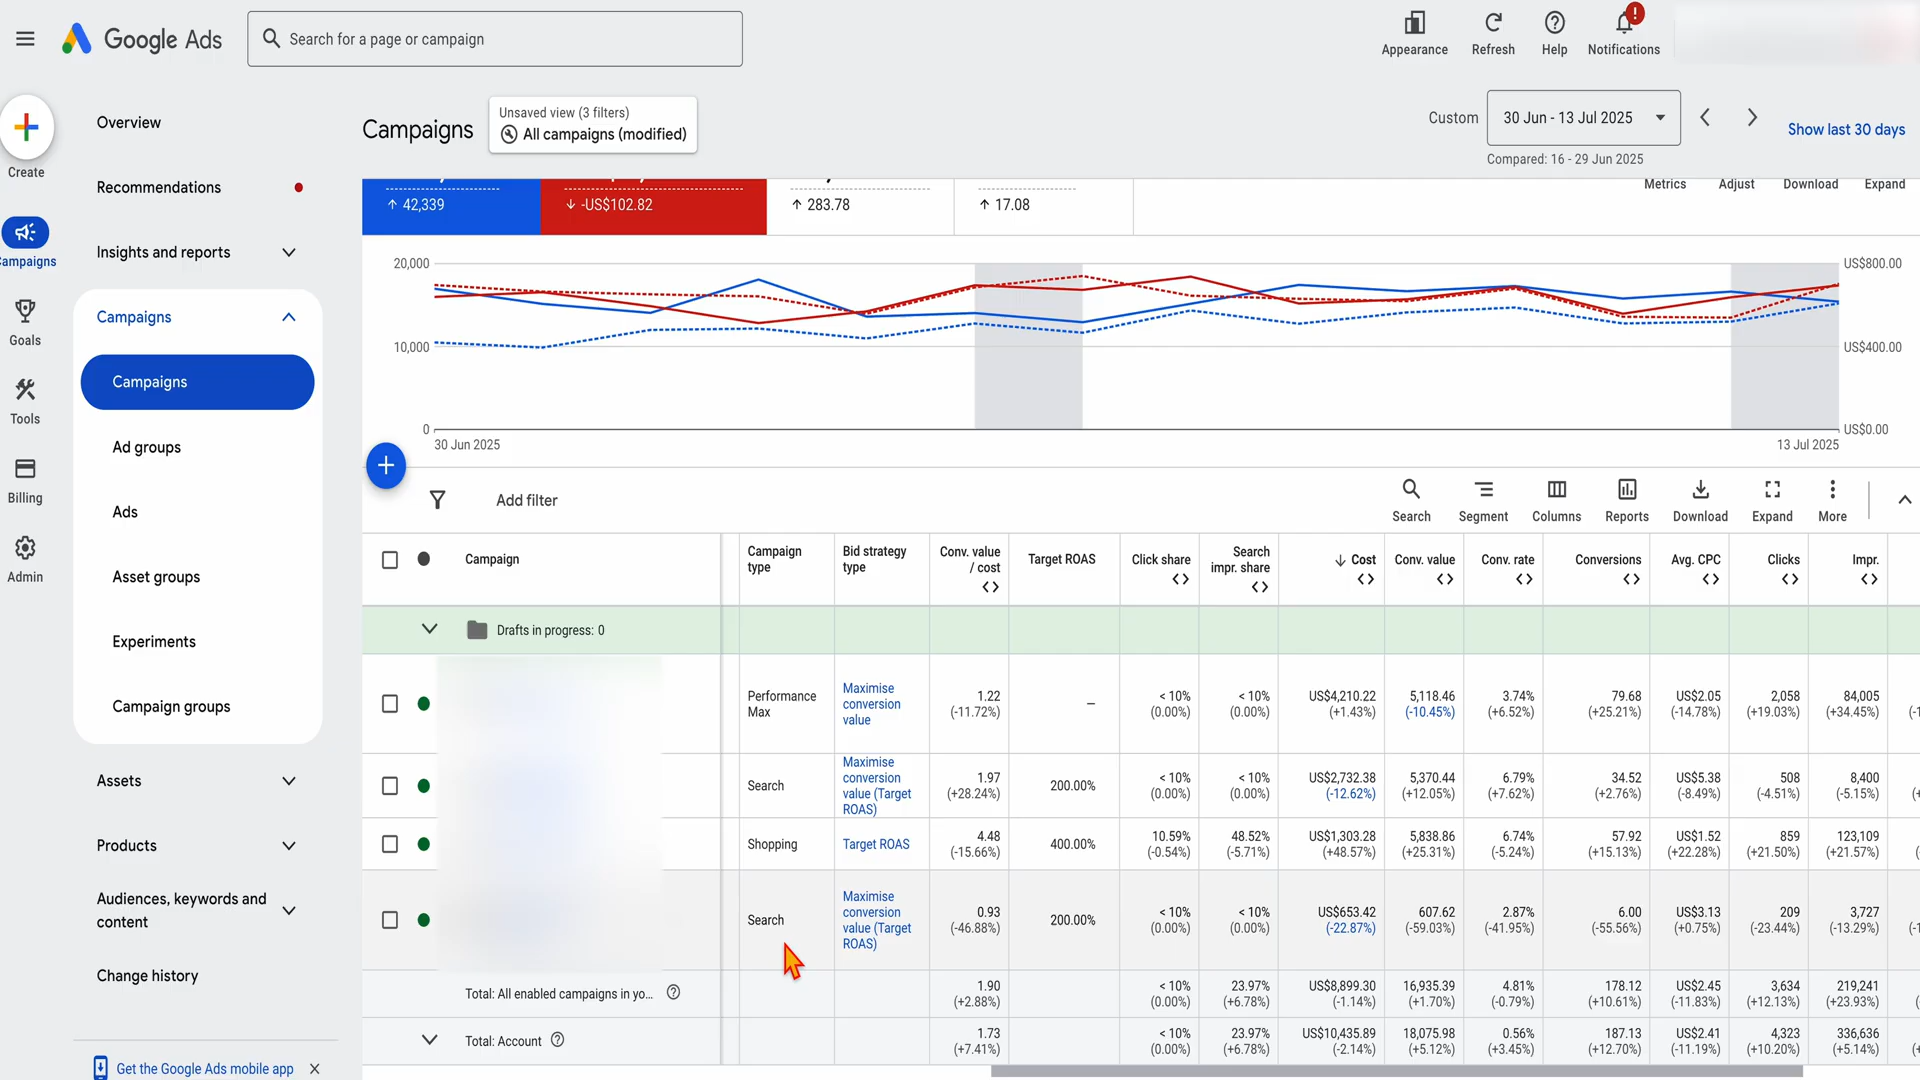 Google Ads
Search for a page or campaign
Appearance
Refresh
Help
!
Notifications
Create
Campaigns
Goals
Tools
Billing
Admin
Overview
Recommendations
Insights and reports
Campaigns
Campaigns
Ad groups
Ads
Asset groups
Experiments
Campaign groups
Assets
Products
Audiences, keywords and
content
Change history
Get the Google Ads mobile app
Campaigns
Unsaved view (3 filters)
All campaigns (modified)
Custom
30 Jun - 13 Jul 2025
Compared: 16 - 29 Jun 2025
Show last 30 days
↑ 42,339
↓ -US$102.82
↑ 283.78
↑ 17.08
Metrics
Adjust
Download
Expand
20,000
10,000
0
US$800.00
US$400.00
US$0.00
30 Jun 2025
13 Jul 2025
Add filter
Search
Segment
Columns
Reports
Download
Expand
More
Campaign
Campaign
type
Bid strategy
type
Conv. value
/ cost
Target ROAS
Click share
Search
impr. share
↓ Cost
Conv. value
Conv. rate
Conversions
Avg. CPC
Clicks
Impr.
Drafts in progress: 0
Performance
Max
Maximise
conversion
value
1.22
(-11.72%)
–
< 10%
(0.00%)
< 10%
(0.00%)
US$4,210.22
(+1.43%)
5,118.46
(-10.45%)
3.74%
(+6.52%)
79.68
(+25.21%)
US$2.05
(-14.78%)
2,058
(+19.03%)
84,005
(+34.45%)
Search
Maximise
conversion
value (Target
ROAS)
1.97
(+28.24%)
200.00%
< 10%
(0.00%)
< 10%
(0.00%)
US$2,732.38
(-12.62%)
5,370.44
(+12.05%)
6.79%
(+7.62%)
34.52
(+2.76%)
US$5.38
(-8.49%)
508
(-4.51%)
8,400
(-5.15%)
Shopping
Target ROAS
4.48
(-15.66%)
400.00%
10.59%
(-0.54%)
48.52%
(-5.71%)
US$1,303.28
(+48.57%)
5,838.86
(+25.31%)
6.74%
(-5.24%)
57.92
(+15.13%)
US$1.52
(+22.28%)
859
(+21.50%)
123,109
(+21.57%)
Search
Maximise
conversion
value (Target
ROAS)
0.93
(-46.88%)
200.00%
< 10%
(0.00%)
< 10%
(0.00%)
US$653.42
(-22.87%)
607.62
(-59.03%)
2.87%
(-41.95%)
6.00
(-55.56%)
US$3.13
(+0.75%)
209
(-23.44%)
3,727
(-13.29%)
Total: All enabled campaigns in yo...
1.90
(+2.88%)
< 10%
(0.00%)
23.97%
(+6.78%)
US$8,899.30
(-1.14%)
16,935.39
(+1.70%)
4.81%
(-0.79%)
178.12
(+10.61%)
US$2.45
(-11.83%)
3,634
(+12.13%)
219,241
(+23.93%)
Total: Account
1.73
(+7.41%)
< 10%
(0.00%)
23.97%
(+6.78%)
US$10,435.89
(-2.14%)
18,075.98
(+5.12%)
0.56%
(+3.45%)
187.13
(+12.70%)
US$2.41
(-11.19%)
4,323
(+10.20%)
336,636
(+5.14%)